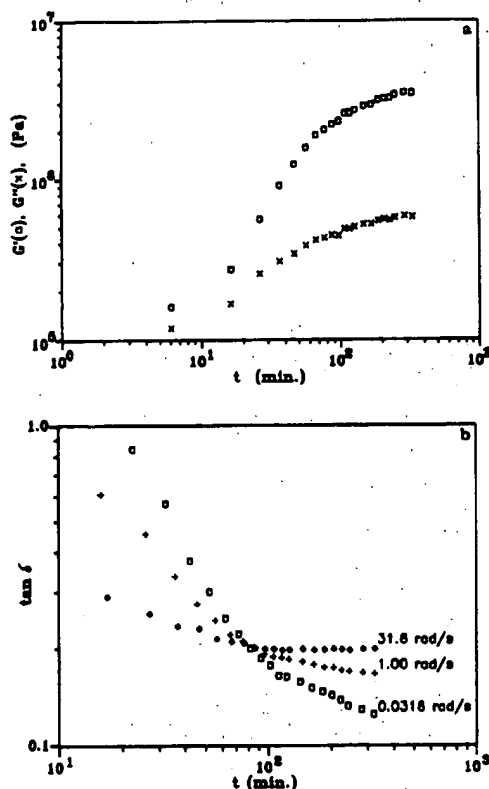 a
10⁷
10⁶
10⁵
G'(□), G''(×), (Pa)
10⁰ 10¹ 10² 10³
t (min.)
b
1.0
0.1
tan δ
31.6 rad/s
1.00 rad/s
0.0316 rad/s
10¹ 10² 10³
t (min.)